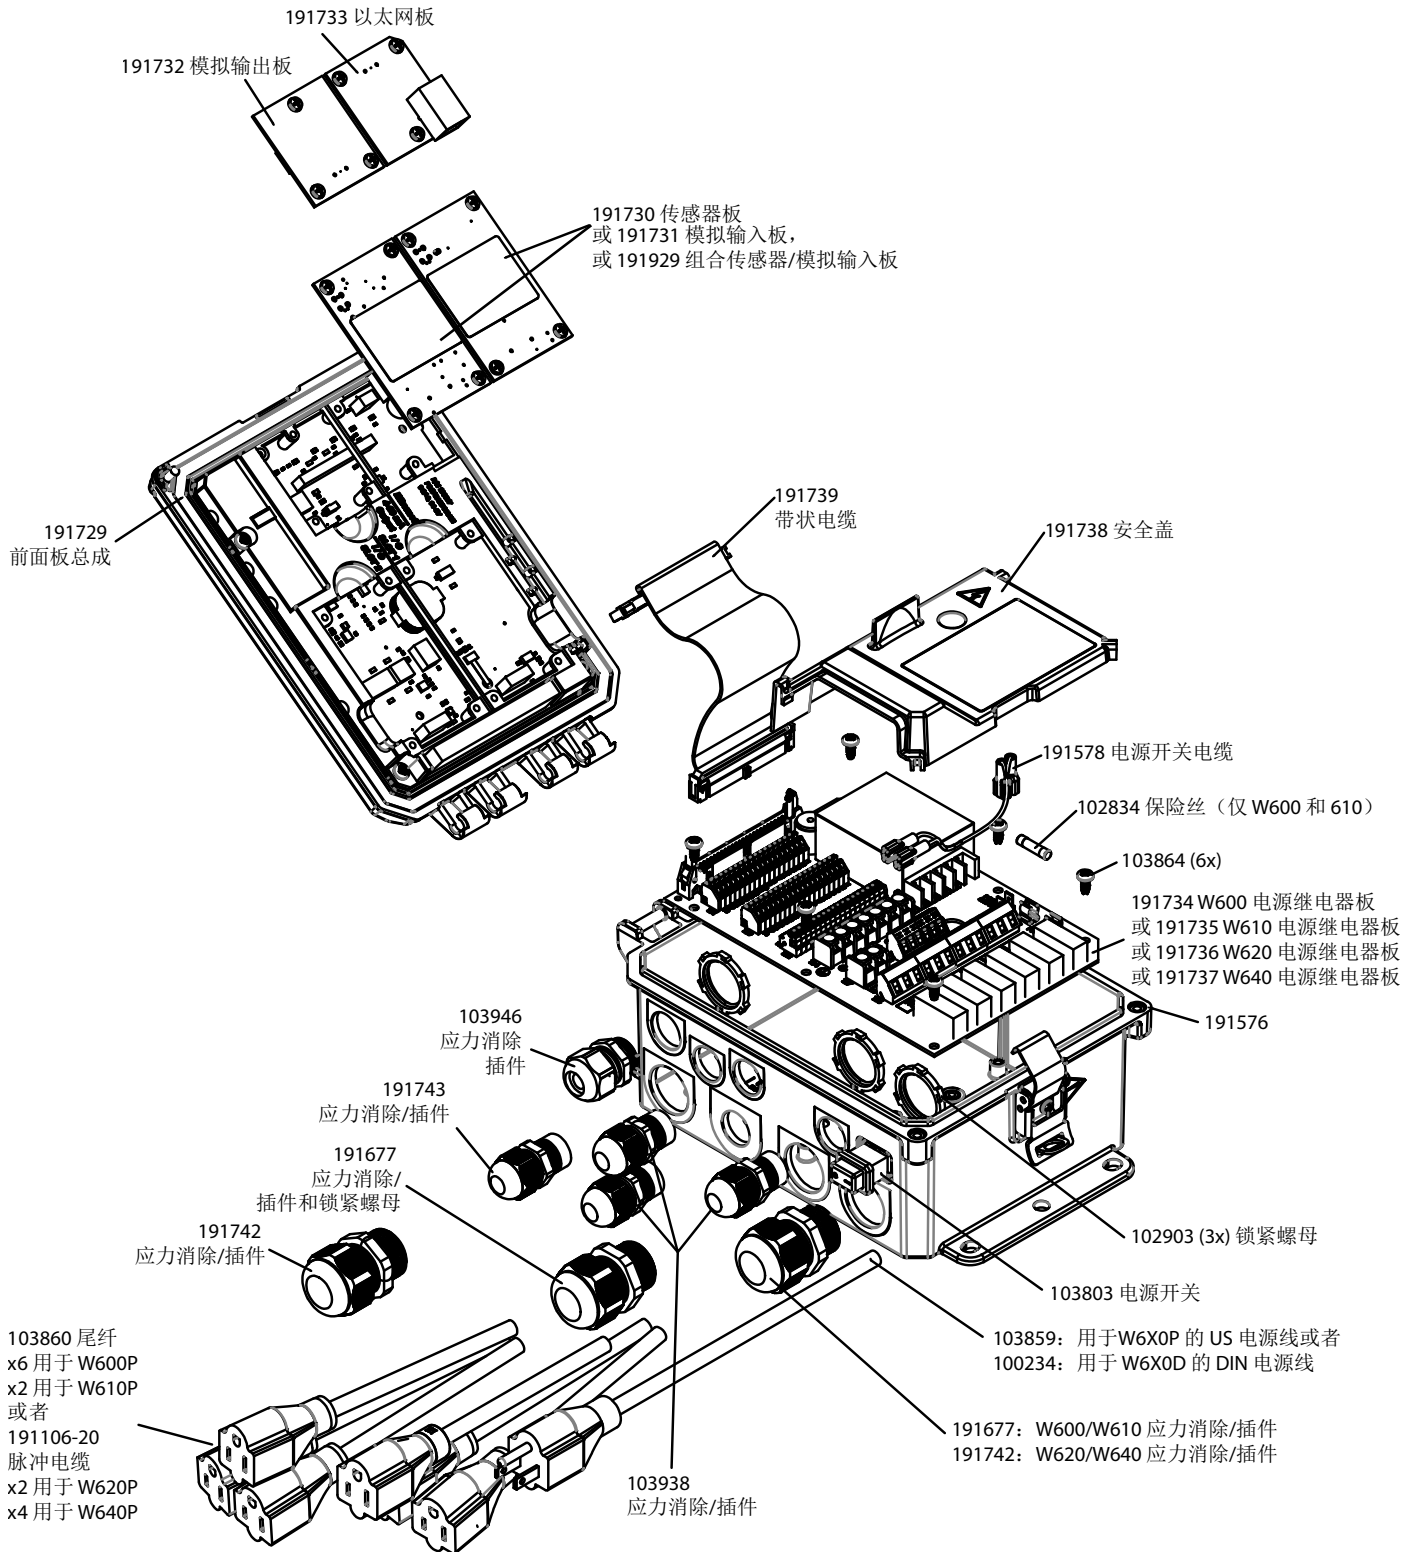 191733 以太网板
191732 模拟输出板
191730 传感器板
或 191731 模拟输入板，
或 191929 组合传感器/模拟输入板
191729
前面板总成
191739
带状电缆
191738 安全盖
191578 电源开关电缆
102834 保险丝（仅 W600 和 610）
103864 (6x)
191734 W600 电源继电器板
或 191735 W610 电源继电器板
或 191736 W620 电源继电器板
或 191737 W640 电源继电器板
191576
103946
应力消除
插件
191743
应力消除/插件
191677
应力消除/
插件和锁紧螺母
191742
应力消除/插件
102903 (3x) 锁紧螺母
103803 电源开关
103859：用于W6X0P 的 US 电源线或者
100234：用于 W6X0D 的 DIN 电源线
103860 尾纤
x6 用于 W600P
x2 用于 W610P
或者
191106-20
脉冲电缆
x2 用于 W620P
x4 用于 W640P
191677：W600/W610 应力消除/插件
191742：W620/W640 应力消除/插件
103938
应力消除/插件